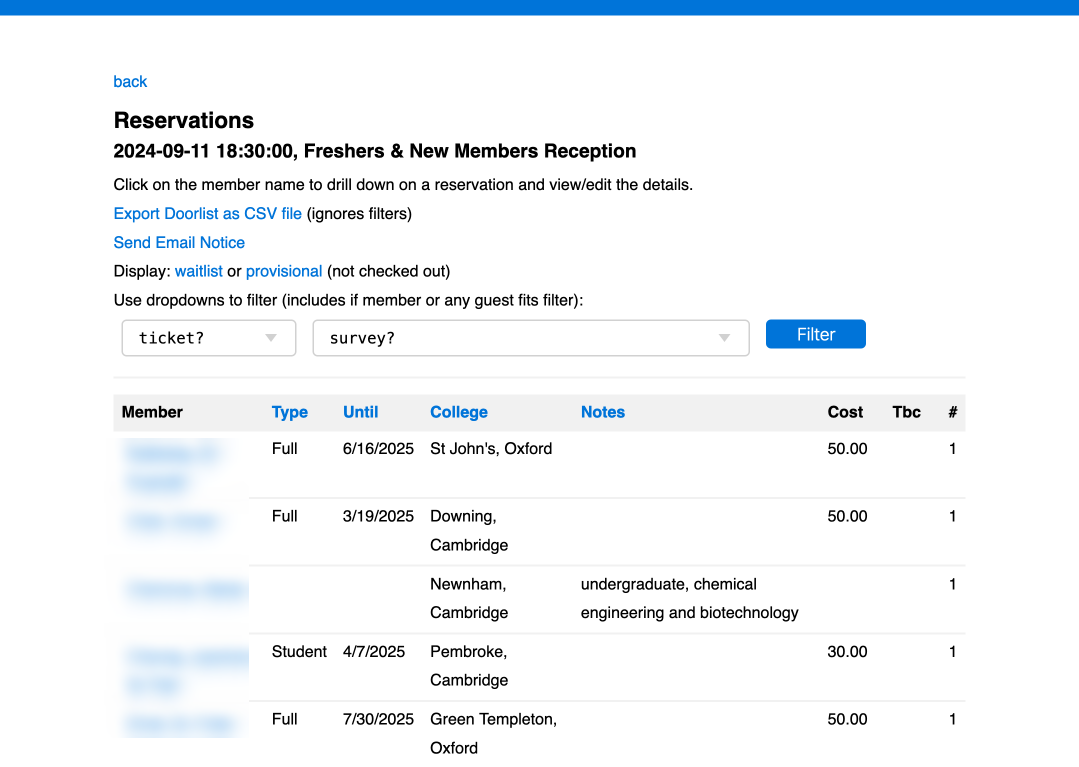 back
Reservations
2024-09-11 18:30:00, Freshers & New Members Reception
Click on the member name to drill down on a reservation and view/edit the details.
Export Doorlist as CSV file (ignores filters)
Send Email Notice
Display: waitlist or provisional (not checked out)
Use dropdowns to filter (includes if member or any guest fits filter):
ticket? survey? Filter
Member Type Until College Notes Cost Tbc #
Full 6/16/2025 St John's, Oxford 50.00 1
Full 3/19/2025 Downing, 50.00 1
Cambridge
Newnham, undergraduate, chemical 1
Cambridge engineering and biotechnology
Student 4/7/2025 Pembroke, 30.00 1
Cambridge
Full 7/30/2025 Green Templeton, 50.00 1
Oxford